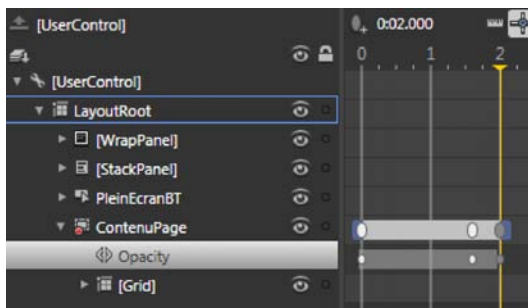 [UserControl] 0:02.000
0 1 2
[UserControl]
LayoutRoot
[WrapPanel]
[StackPanel]
PleinEcranBT
ContenuPage
Opacity
[Grid]